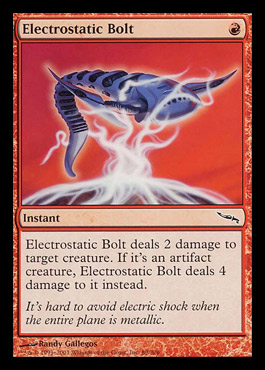 Electrostatic Bolt
Instant
Electrostatic Bolt deals 2 damage to
target creature. If it's an artifact
creature, Electrostatic Bolt deals 4
damage to it instead.
It's hard to avoid electric shock when
the entire plane is metallic.
Randy Gallegos